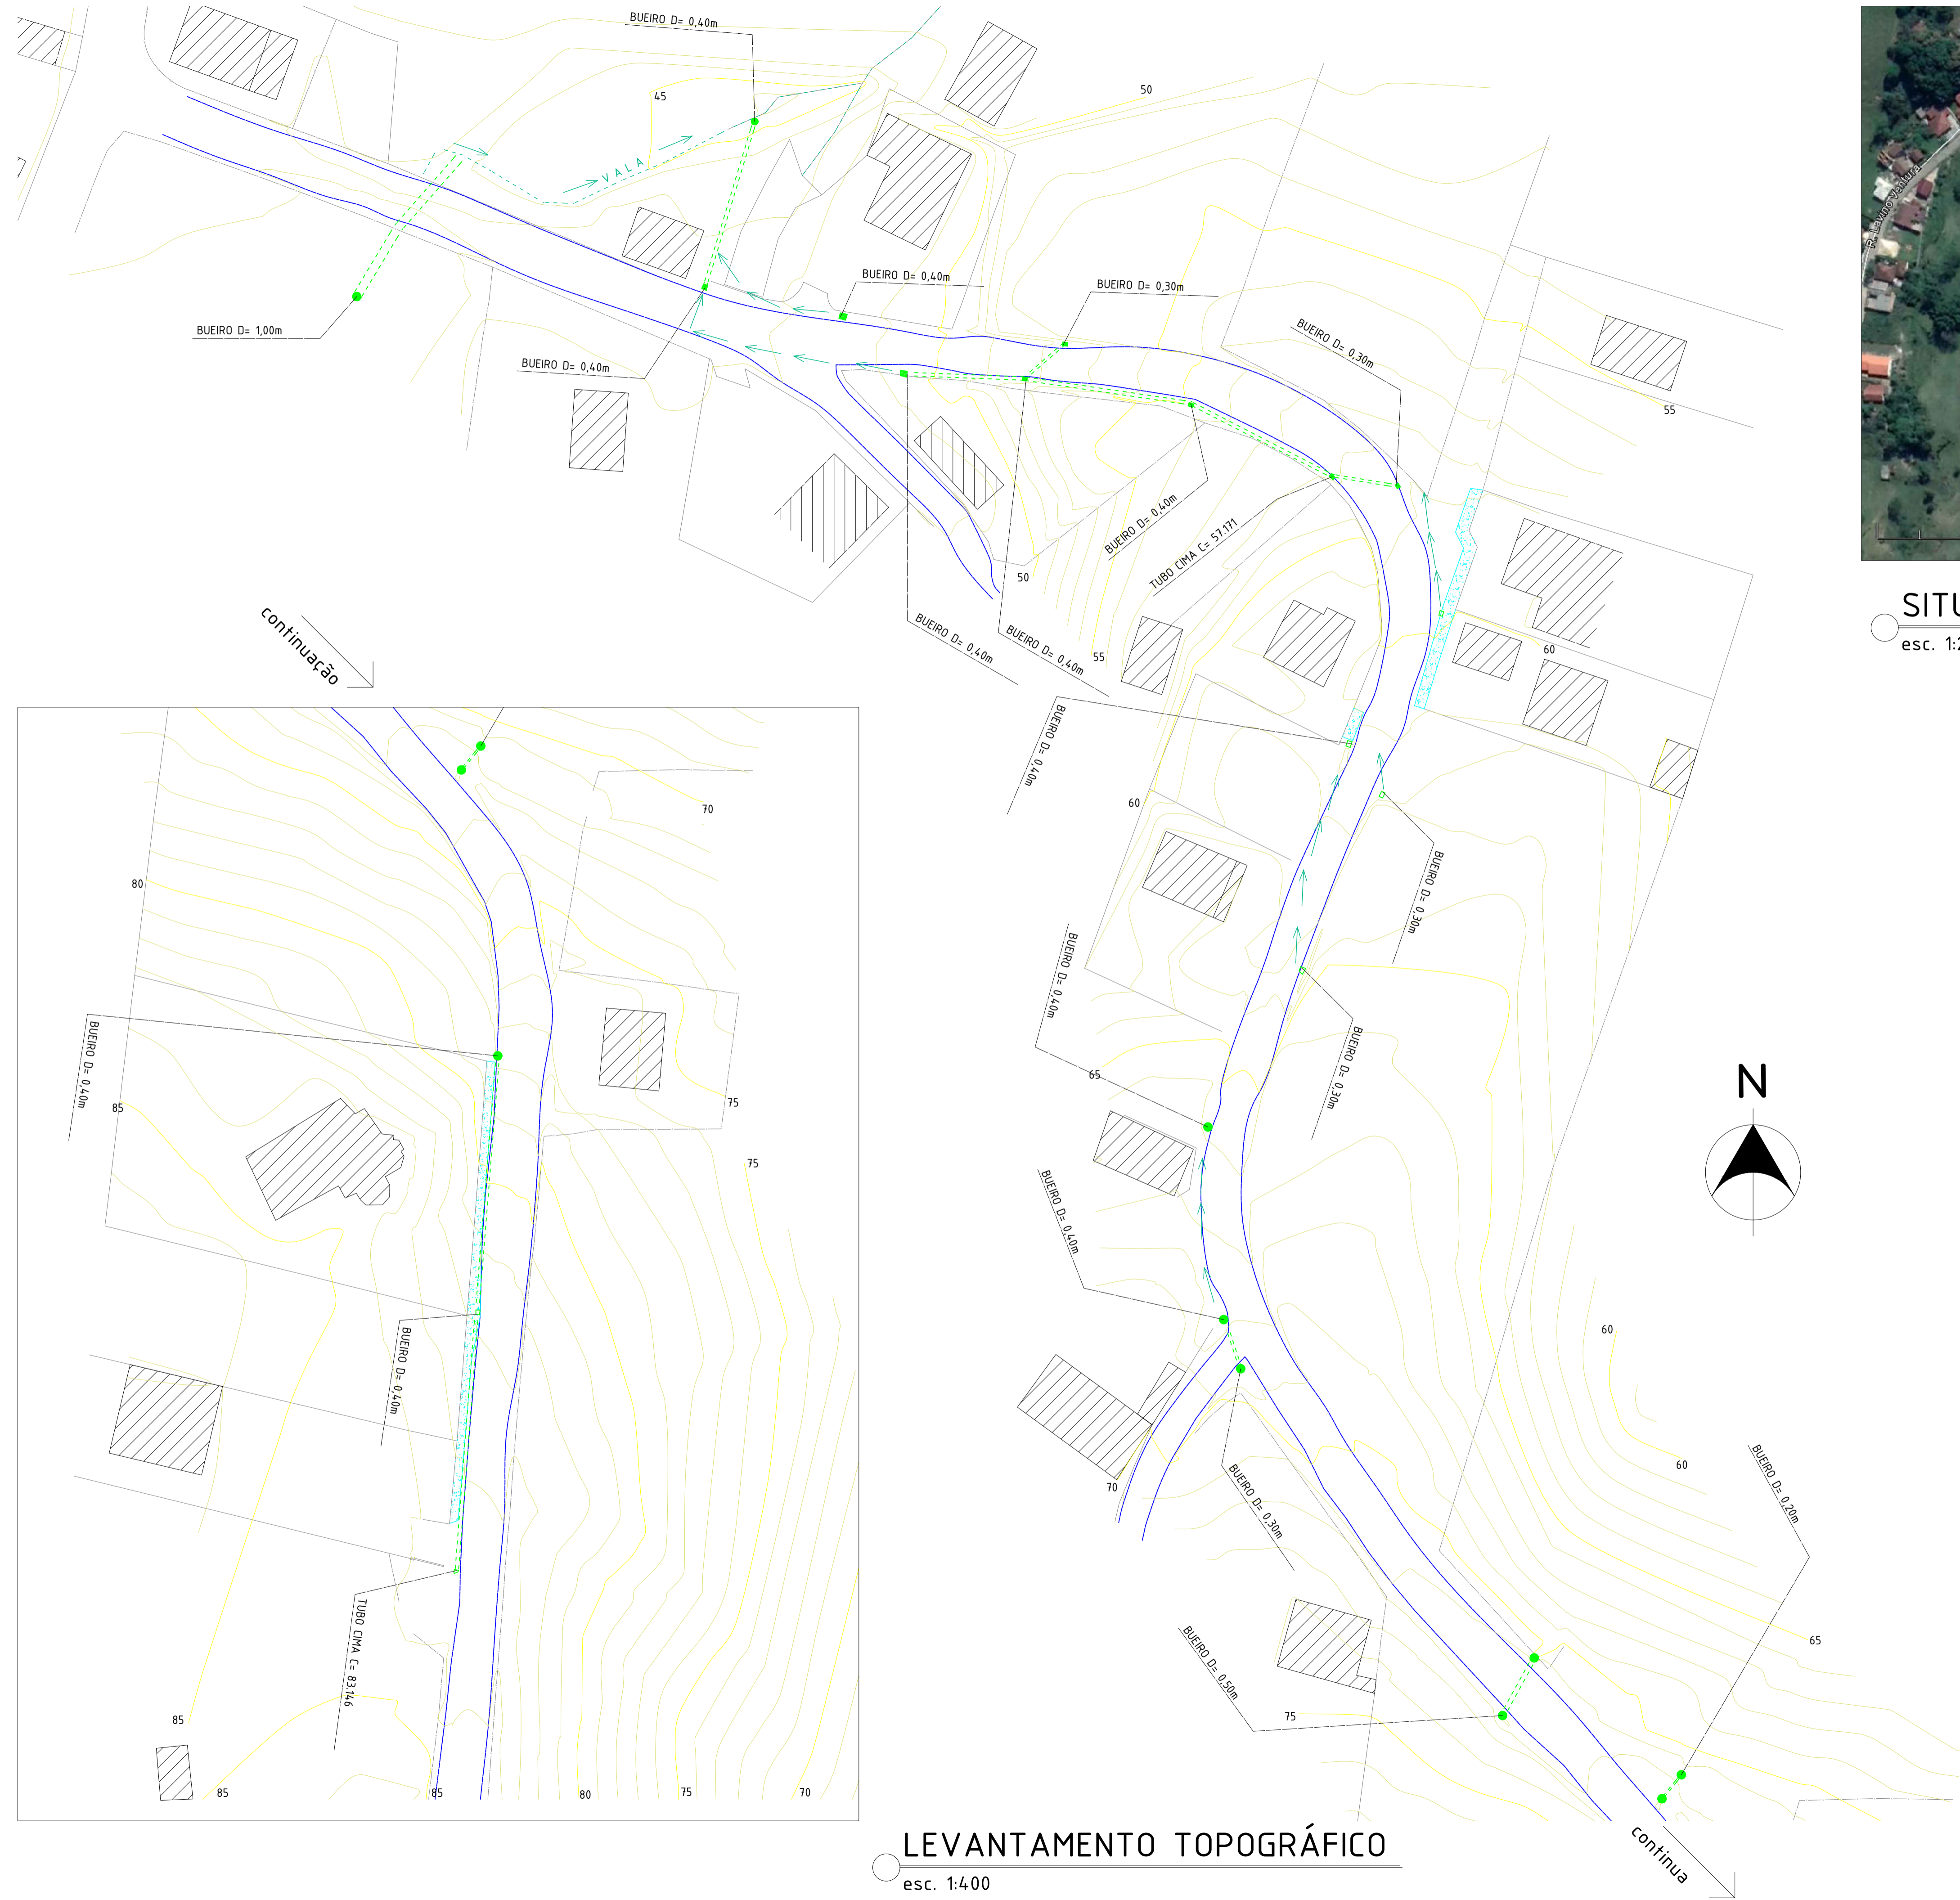 BUEIRO D= 0,40m
45
50
VALA
R. Lavino Ventura
BUEIRO D= 0,40m
BUEIRO D= 0,30m
BUEIRO D= 1,00m
BUEIRO D= 0,30m
BUEIRO D= 0,40m
55
BUEIRO D= 0,40m
TUBO CIMA C= 57.171
50
BUEIRO D= 0,40m
BUEIRO D= 0,40m
55
60
continuação
BUEIRO D= 0,40m
60
BUEIRO D= 0,30m
70
80
BUEIRO D= 0,40m
65
BUEIRO D= 0,30m
BUEIRO D= 0,40m
85
75
75
N
BUEIRO D= 0,40m
BUEIRO D= 0,40m
60
60
70
BUEIRO D= 0,30m
BUEIRO D= 0,20m
TUBO CIMA C= 83.146
BUEIRO D= 0,50m
65
75
85
85
85
80
75
70
continua
LEVANTAMENTO TOPOGRÁFICO
esc. 1:400